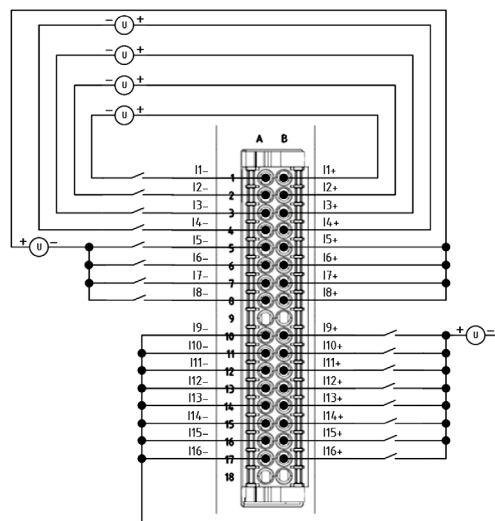 − U +
− U +
− U +
− U +
A B
I1− 1 I1+
I2− 2 I2+
I3− 3 I3+
I4− 4 I4+
+ U − I5− 5 I5+
I6− 6 I6+
I7− 7 I7+
I8− 8 I8+
9
I9− 10 I9+ + U −
I10− 11 I10+
I11− 12 I11+
I12− 13 I12+
I13− 14 I13+
I14− 15 I14+
I15− 16 I15+
I16− 17 I16+
18